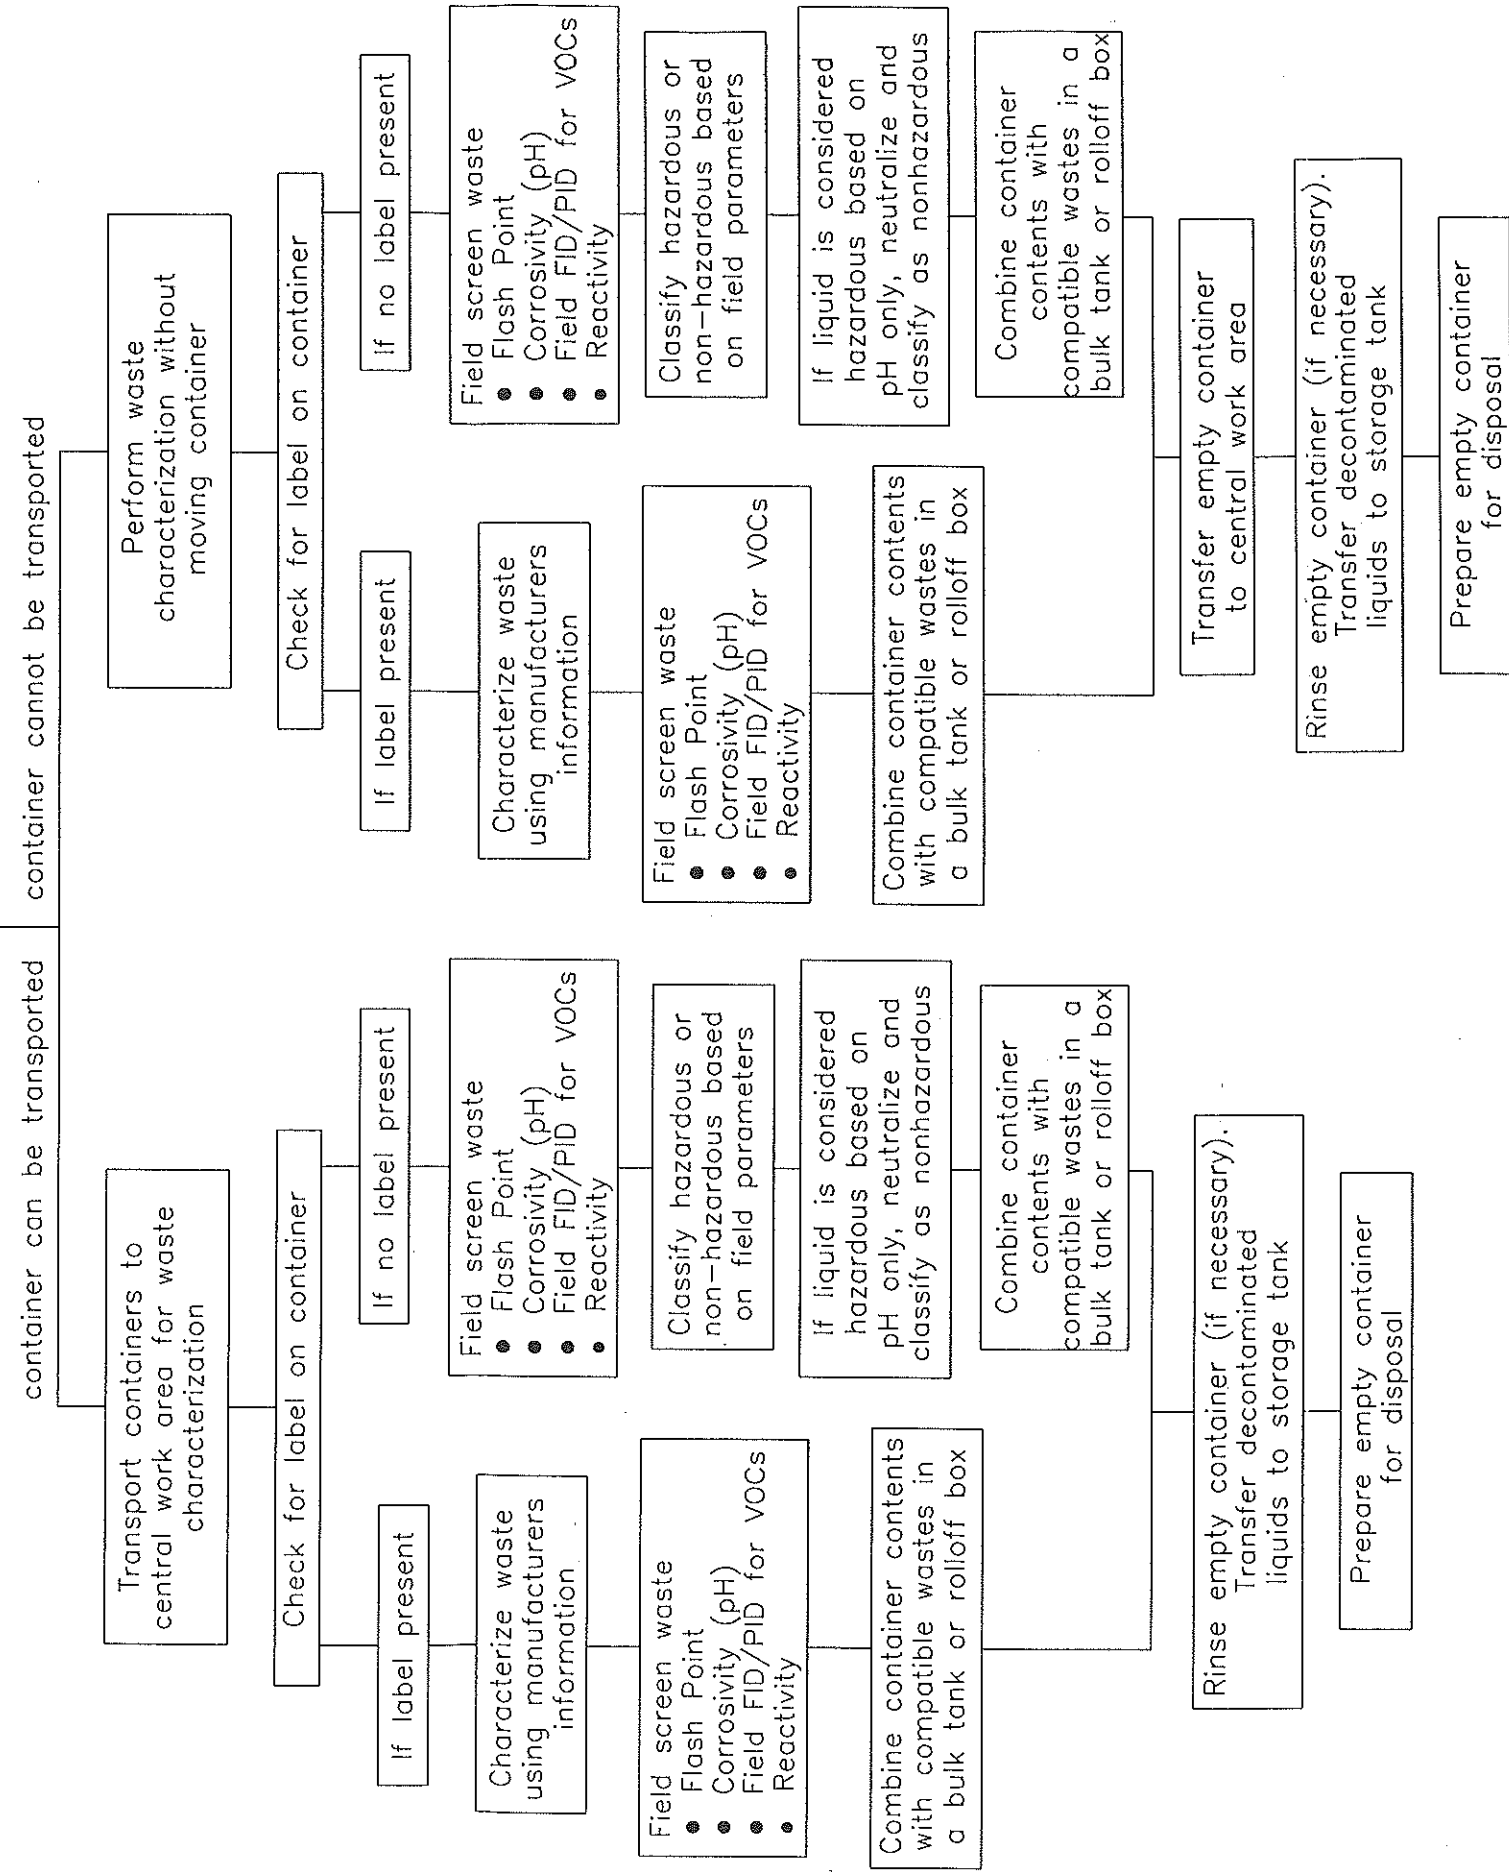 container can be transported
container cannot be transported
Transport containers to
central work area for waste
characterization
Check for label on container
If label present
Characterize waste
using manufacturers
information
Field screen waste
● Flash Point
● Corrosivity (pH)
● Field FID/PID for VOCs
● Reactivity
Combine container contents
with compatible wastes in
a bulk tank or rolloff box
If no label present
Field screen waste
● Flash Point
● Corrosivity (pH)
● Field FID/PID for VOCs
● Reactivity
Classify hazardous or
non-hazardous based
on field parameters
If liquid is considered
hazardous based on
pH only, neutralize and
classify as nonhazardous
Combine container
contents with
compatible wastes in a
bulk tank or rolloff box
Rinse empty container (if necessary).
Transfer decontaminated
liquids to storage tank
Prepare empty container
for disposal
Perform waste
characterization without
moving container
Check for label on container
If label present
Characterize waste
using manufacturers
information
Field screen waste
● Flash Point
● Corrosivity (pH)
● Field FID/PID for VOCs
● Reactivity
Combine container contents
with compatible wastes in
a bulk tank or rolloff box
If no label present
Field screen waste
● Flash Point
● Corrosivity (pH)
● Field FID/PID for VOCs
● Reactivity
Classify hazardous or
non-hazardous based
on field parameters
If liquid is considered
hazardous based on
pH only, neutralize and
classify as nonhazardous
Combine container
contents with
compatible wastes in a
bulk tank or rolloff box
Transfer empty container
to central work area
Rinse empty container (if necessary).
Transfer decontaminated
liquids to storage tank
Prepare empty container
for disposal